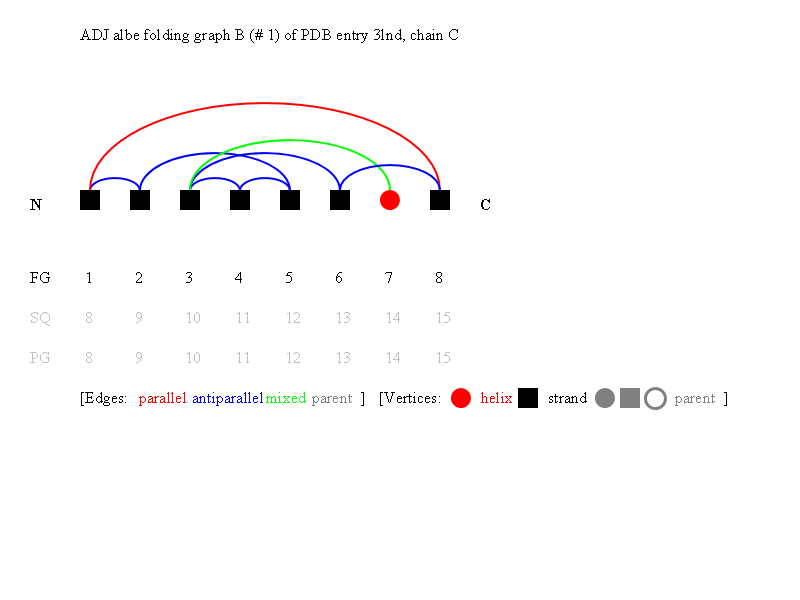 ADJ albe folding graph B (# 1) of PDB entry 3lnd, chain C
N C
FG 1 2 3 4 5 6 7 8
SQ 8 9 10 11 12 13 14 15
PG 8 9 10 11 12 13 14 15
[Edges: parallel antiparallel mixed parent ] [Vertices: helix strand parent ]